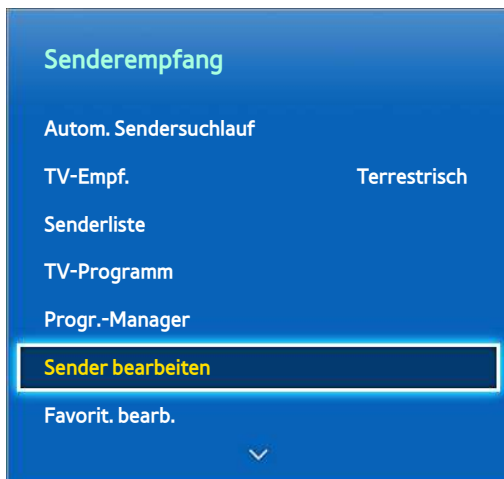 Senderempfang
Autom. Sendersuchlauf
TV-Empf. Terrestrisch
Senderliste
TV-Programm
Progr.-Manager
Sender bearbeiten
Favorit. bearb.